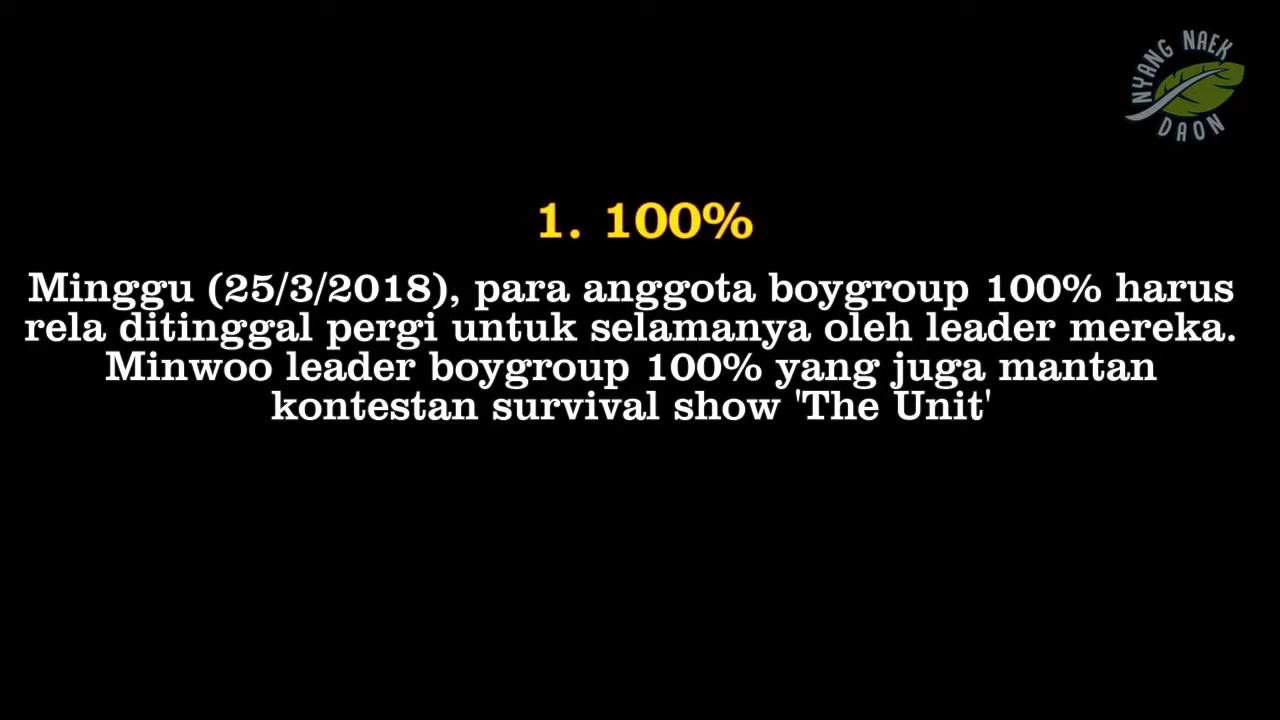 NYANG NAEK
DAON
1. 100%
Minggu (25/3/2018), para anggota boygroup 100% harus
rela ditinggal pergi untuk selamanya oleh leader mereka.
Minwoo leader boygroup 100% yang juga mantan
kontestan survival show 'The Unit'